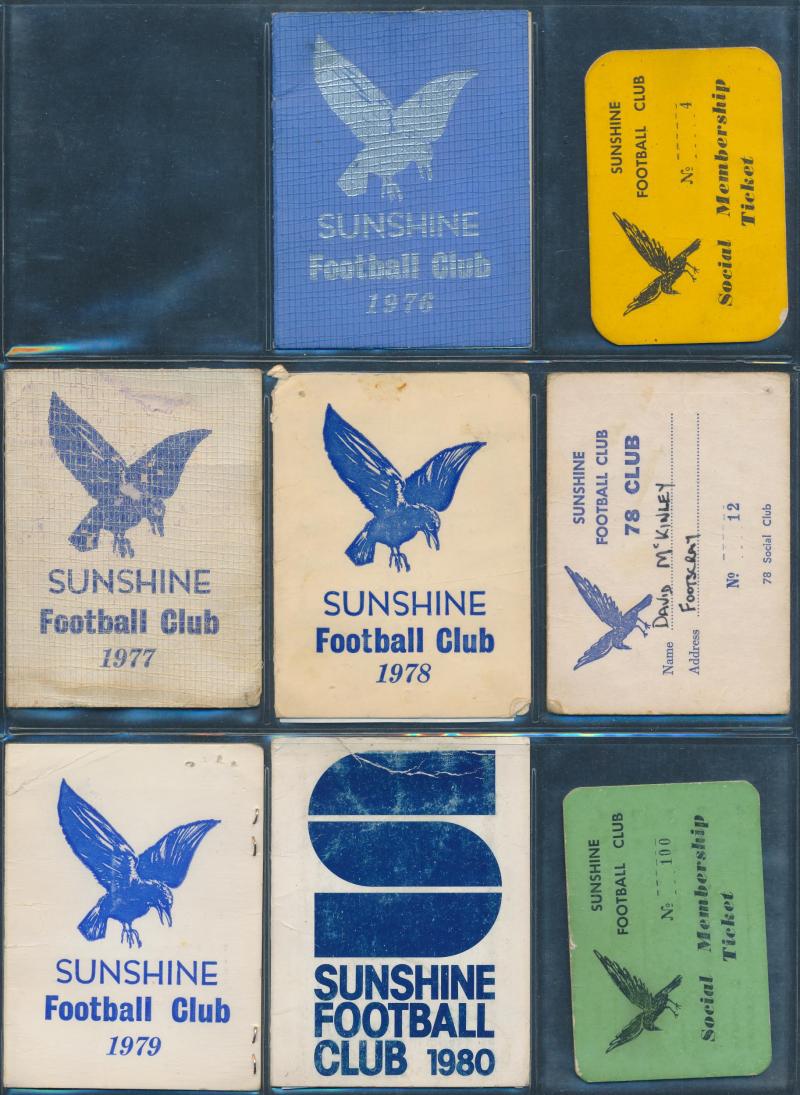 SUNSHINE
Football Club
1976
SUNSHINE
FOOTBALL CLUB
Nº 4
Social Membership
Ticket
SUNSHINE
Football Club
1977
SUNSHINE
Football Club
1978
SUNSHINE
FOOTBALL CLUB
78 CLUB
Name DAVID McKINLEY
Address FOOTSCRAY
Nº 12
78 Social Club
SUNSHINE
Football Club
1979
SUNSHINE
FOOTBALL
CLUB 1980
SUNSHINE
FOOTBALL CLUB
Nº 100
Social Membership
Ticket